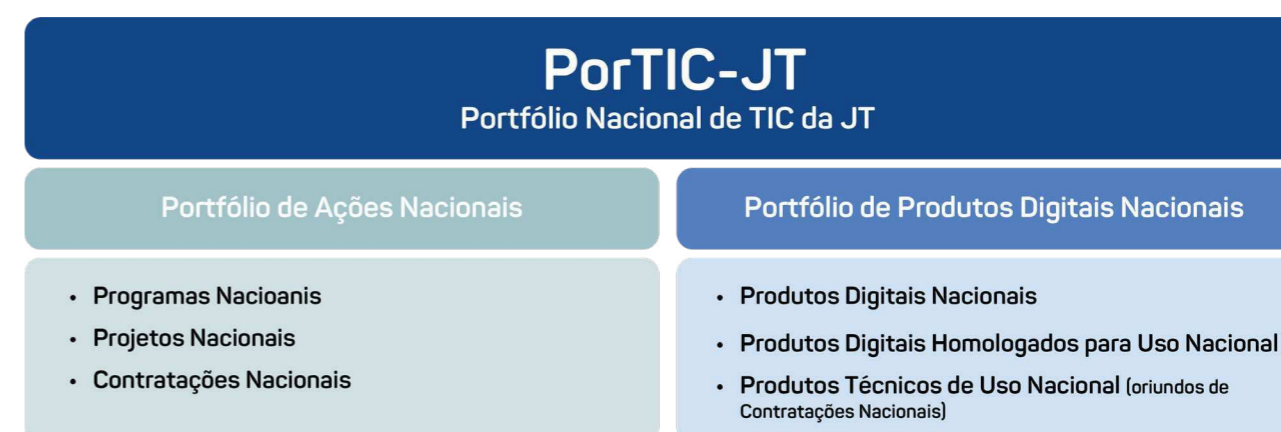 PorTIC-JT
Portfólio Nacional de TIC da JT
Portfólio de Ações Nacionais
• Programas Nacioanis
• Projetos Nacionais
• Contratações Nacionais
Portfólio de Produtos Digitais Nacionais
• Produtos Digitais Nacionais
• Produtos Digitais Homologados para Uso Nacional
• Produtos Técnicos de Uso Nacional (oriundos de
Contratações Nacionais)